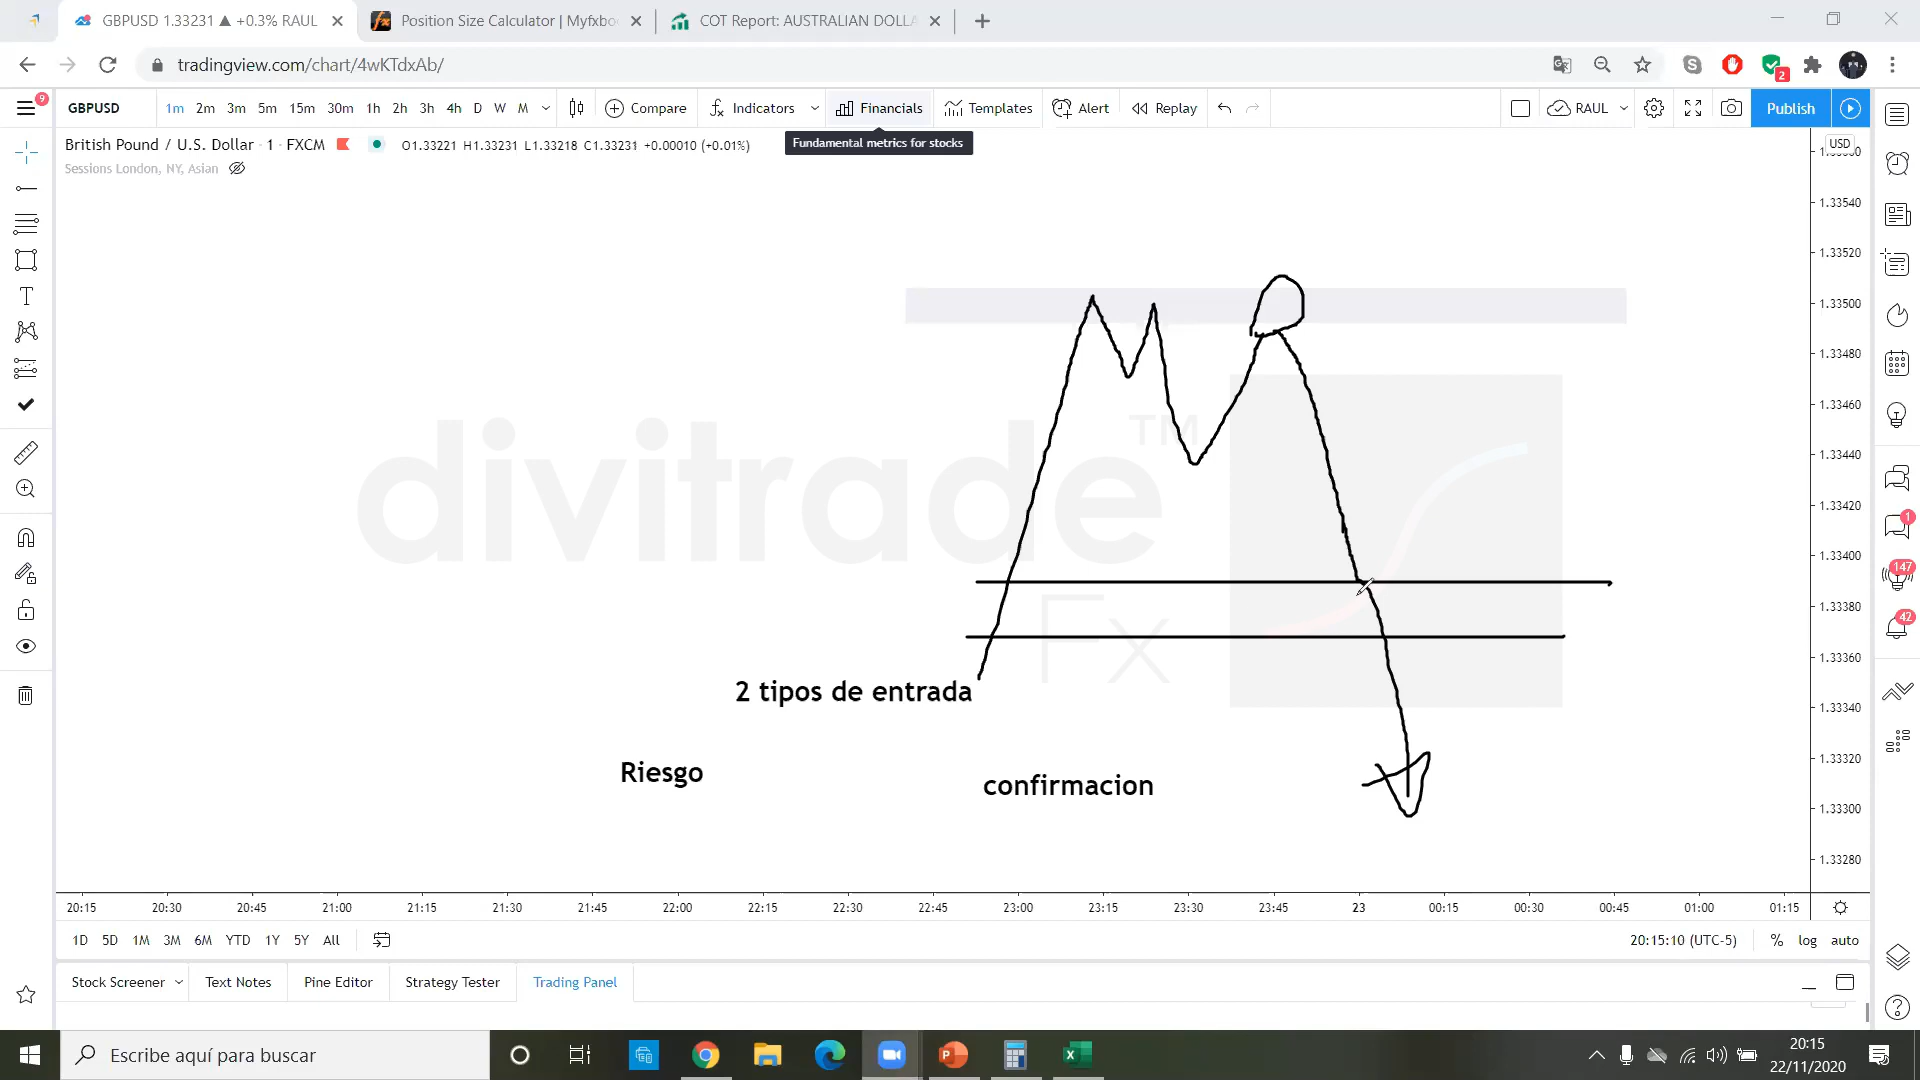 GBPUSD 1.33231 ▲ +0.3% RAUL
Position Size Calculator | Myfxbo
COT Report: AUSTRALIAN DOLLA
tradingview.com/chart/4wKTdxAb/
2
9
GBPUSD 1m 2m 3m 5m 15m 30m 1h 2h 3h 4h D W M Compare Indicators Financials Templates Alert Replay RAUL Publish
Fundamental metrics for stocks
British Pound / U.S. Dollar · 1 · FXCM O1.33221 H1.33231 L1.33218 C1.33231 +0.00010 (+0.01%)
USD
Sessions London, NY, Asian
1.33540
1.33520
1.33500
1.33480
1.33460
1.33440
1.33420
1.33400
1.33380
1.33360
1.33340
1.33320
1.33300
1.33280
divitrade™
Fx
2 tipos de entrada
Riesgo
confirmacion
1
147
42
20:15 20:30 20:45 21:00 21:15 21:30 21:45 22:00 22:15 22:30 22:45 23:00 23:15 23:30 23:45 23 00:15 00:30 00:45 01:00 01:15
1D 5D 1M 3M 6M YTD 1Y 5Y All 20:15:10 (UTC-5) % log auto
Stock Screener Text Notes Pine Editor Strategy Tester Trading Panel
Escribe aquí para buscar
20:15
22/11/2020